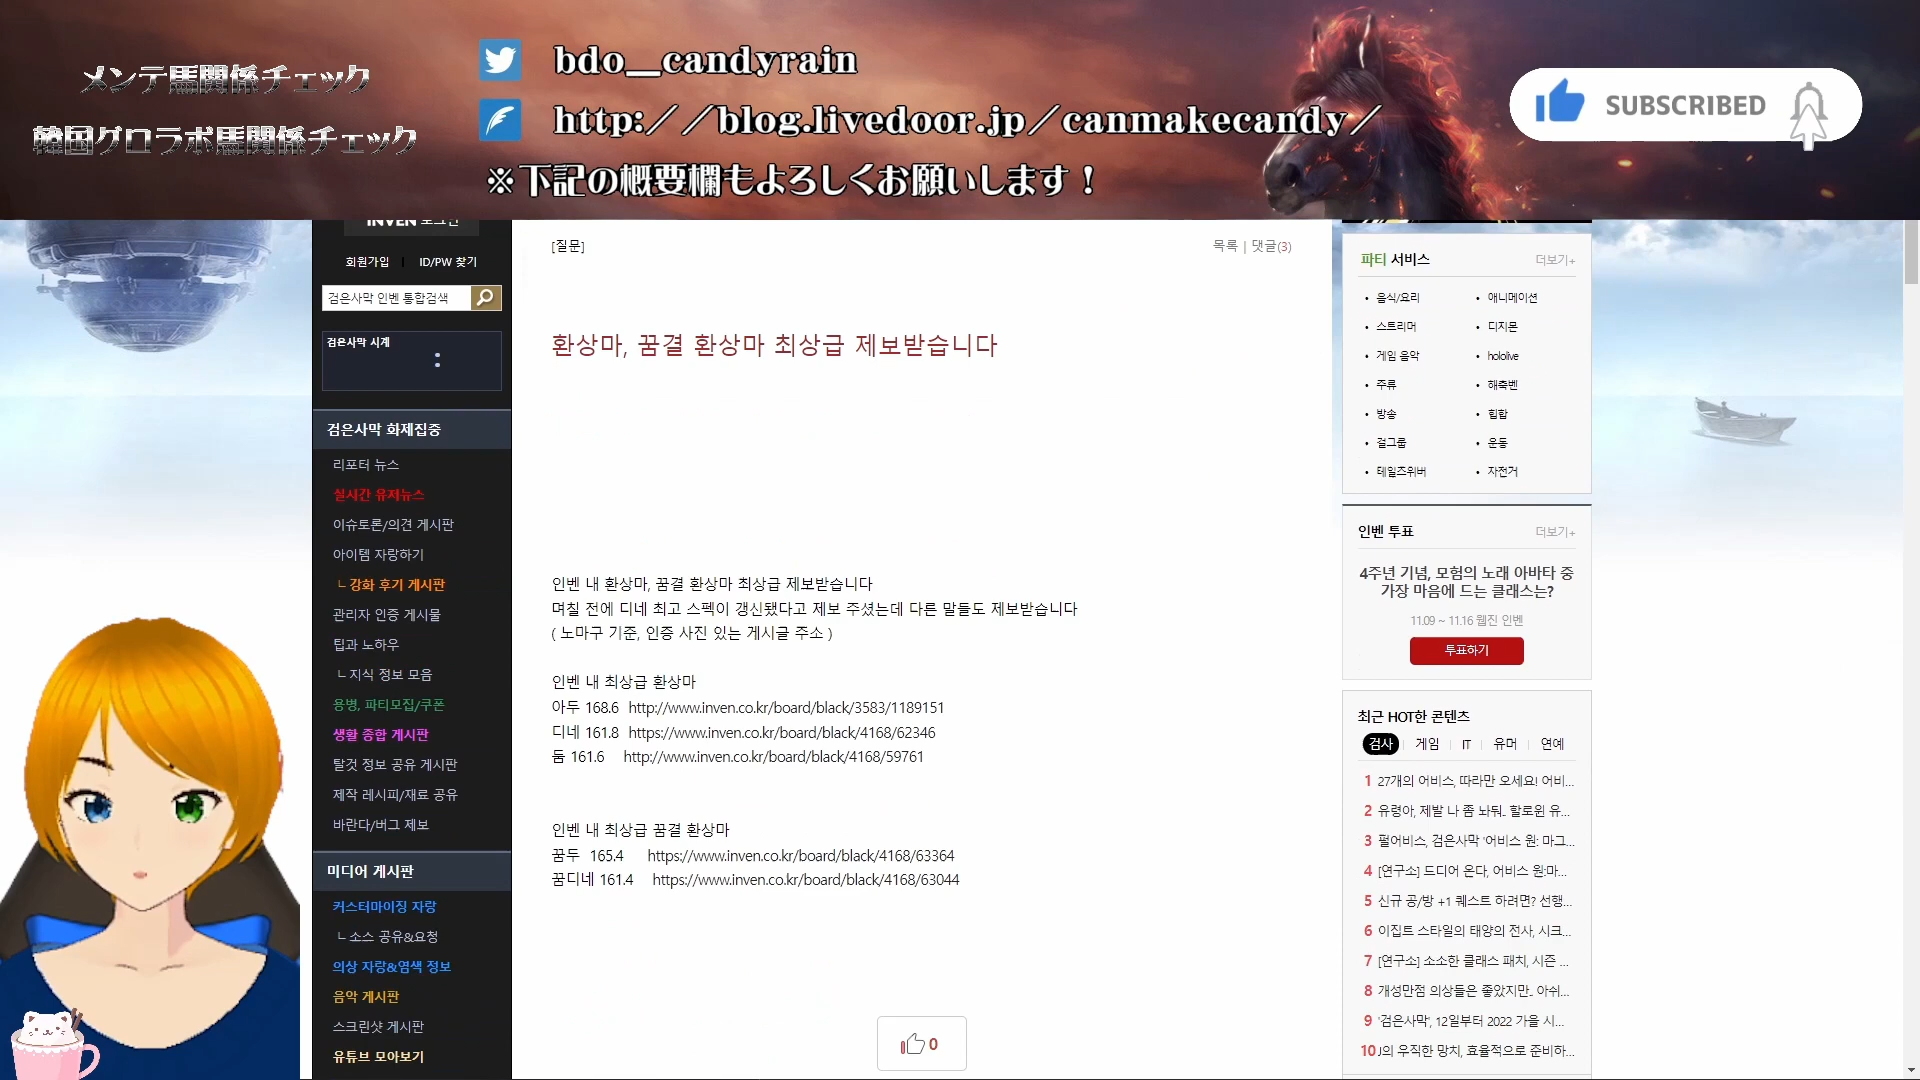 メンテ馬関係チェック
韓国グロラボ馬関係チェック
bdo__candyrain
http://blog.livedoor.jp/canmakecandy/
※下記の概要欄もよろしくお願いします！
SUBSCRIBED
회원가입 | ID/PW 찾기
검은사막 인벤 통합검색
검은사막 시계
:
검은사막 화제집중
리포터 뉴스
실시간 유저뉴스
이슈토론/의견 게시판
아이템 자랑하기
ㄴ강화 후기 게시판
관리자 인증 게시물
팁과 노하우
ㄴ지식 정보 모음
용병, 파티모집/쿠폰
생활 종합 게시판
탈것 정보 공유 게시판
제작 레시피/재료 공유
바란다/버그 제보
미디어 게시판
커스터마이징 자랑
ㄴ소스 공유&요청
의상 자랑&염색 정보
음악 게시판
스크린샷 게시판
유튜브 모아보기
[질문]
목록 | 댓글(3)
환상마, 꿈결 환상마 최상급 제보받습니다
인벤 내 환상마, 꿈결 환상마 최상급 제보받습니다
며칠 전에 디네 최고 스펙이 갱신됐다고 제보 주셨는데 다른 말들도 제보받습니다
( 노마구 기준, 인증 사진 있는 게시글 주소 )
인벤 내 최상급 환상마
아두 168.6 http://www.inven.co.kr/board/black/3583/1189151
디네 161.8 https://www.inven.co.kr/board/black/4168/62346
둠 161.6 http://www.inven.co.kr/board/black/4168/59761
인벤 내 최상급 꿈결 환상마
꿈두 165.4 https://www.inven.co.kr/board/black/4168/63364
꿈디네 161.4 https://www.inven.co.kr/board/black/4168/63044
0
파티 서비스 더보기+
• 음식/요리 • 애니메이션
• 스트리머 • 디지몬
• 게임 음악 • hololive
• 주류 • 해축벤
• 방송 • 힙합
• 걸그룹 • 운동
• 테일즈위버 • 자전거
인벤 투표 더보기+
4주년 기념, 모험의 노래 아바타 중
가장 마음에 드는 클래스는?
11.09 ~ 11.16 웹진 인벤
투표하기
최근 HOT한 콘텐츠
검사 게임 IT 유머 연예
1 27개의 어비스, 따라만 오세요! 어비...
2 유령아, 제발 나 좀 놔둬.. 할로윈 유...
3 펄어비스, 검은사막 '어비스 원: 마그...
4 [연구소] 드디어 온다, 어비스 원:마...
5 신규 공/방 +1 퀘스트 하려면? 선행...
6 이집트 스타일의 태양의 전사, 시크...
7 [연구소] 소소한 클래스 패치, 시즌 ...
8 개성만점 의상들은 좋았지만.. 아쉬...
9 '검은사막', 12일부터 2022 가을 시...
10 J의 우직한 망치, 효율적으로 준비하...